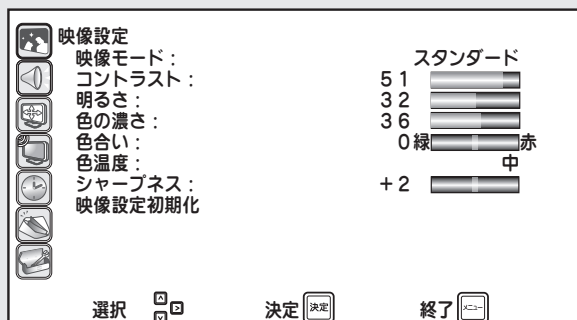 映像設定
映像モード： スタンダード
コントラスト： 51
明るさ： 32
色の濃さ： 36
色合い： 0 緑 赤
色温度： 中
シャープネス： +2
映像設定初期化
選択 決定 決定 終了 メニュー